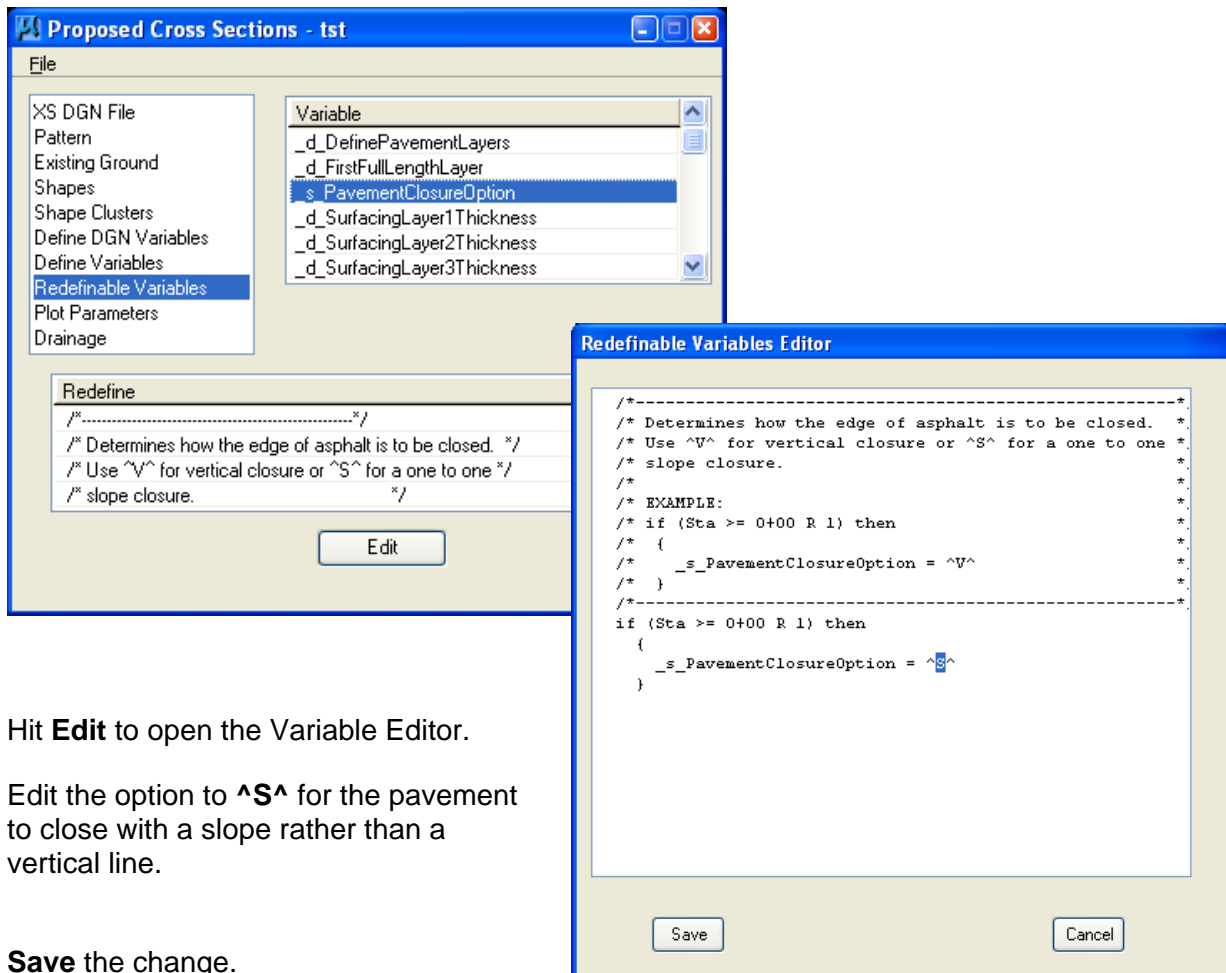 Proposed Cross Sections - tst
File
XS DGN File
Pattern
Existing Ground
Shapes
Shape Clusters
Define DGN Variables
Define Variables
Redefinable Variables
Plot Parameters
Drainage
Variable
_d_DefinePavementLayers
_d_FirstFullLengthLayer
_s_PavementClosureOption
_d_SurfacingLayer1Thickness
_d_SurfacingLayer2Thickness
_d_SurfacingLayer3Thickness
Redefine
/*--------------------------------------------------*/
/* Determines how the edge of asphalt is to be closed. */
/* Use ^V^ for vertical closure or ^S^ for a one to one */
/* slope closure. */
Edit
Redefinable Variables Editor
/*------------------------------------------------------*
/* Determines how the edge of asphalt is to be closed. *
/* Use ^V^ for vertical closure or ^S^ for a one to one *
/* slope closure. *
/* *
/* EXAMPLE: *
/* if (Sta >= 0+00 R 1) then *
/* { *
/* _s_PavementClosureOption = ^V^ *
/* } *
/*------------------------------------------------------*
if (Sta >= 0+00 R 1) then
{
_s_PavementClosureOption = ^S^
}
Save
Cancel
Hit Edit to open the Variable Editor.
Edit the option to ^S^ for the pavement
to close with a slope rather than a
vertical line.
Save the change.